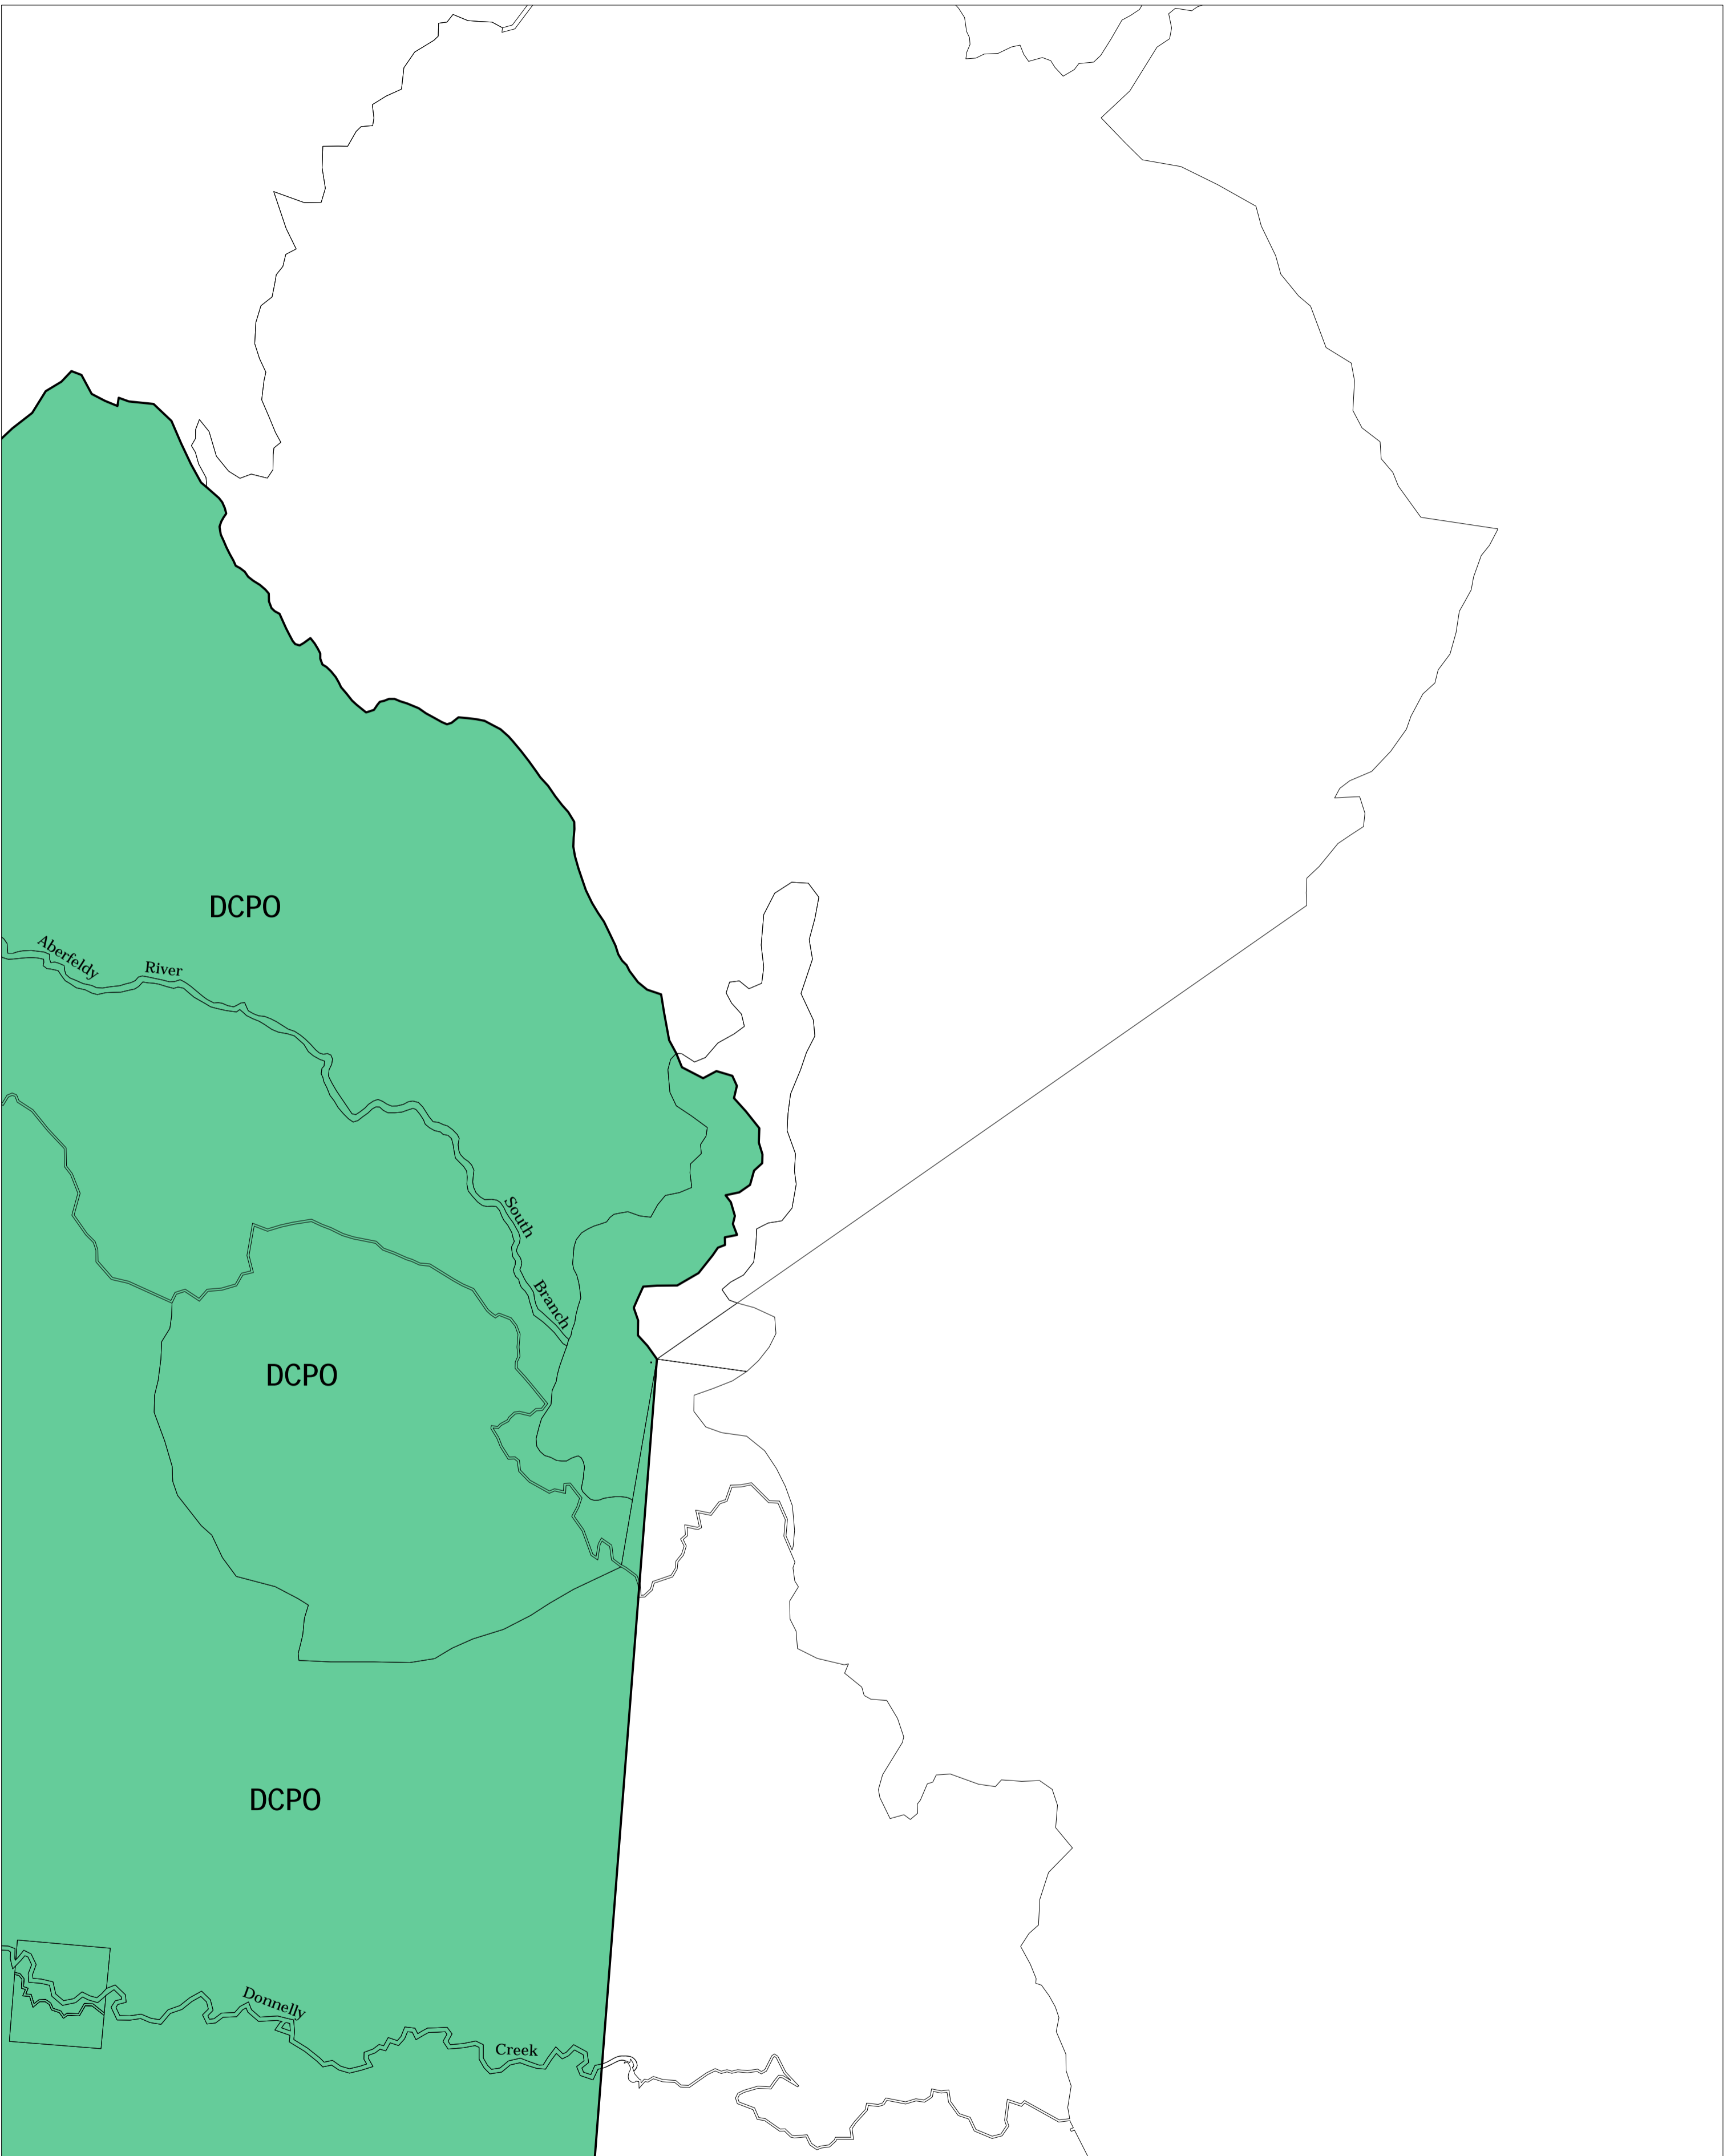 DCPO
Aberfeldy River
South Branch
DCPO
DCPO
Donnelly Creek